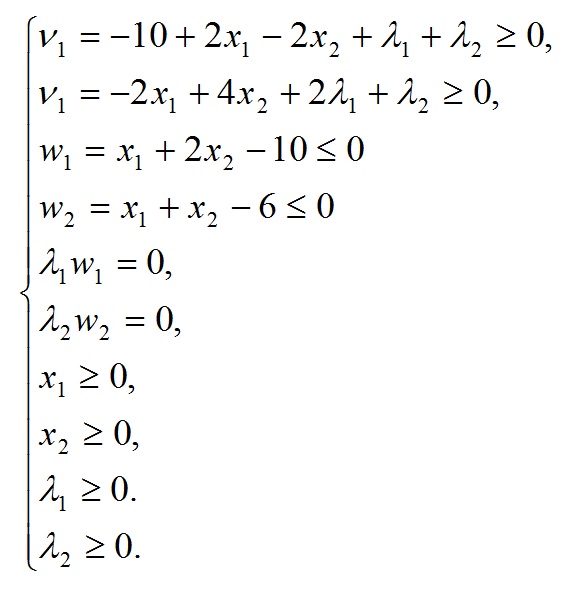 ν₁ = −10 + 2x₁ − 2x₂ + λ₁ + λ₂ ≥ 0,
ν₁ = −2x₁ + 4x₂ + 2λ₁ + λ₂ ≥ 0,
w₁ = x₁ + 2x₂ − 10 ≤ 0
w₂ = x₁ + x₂ − 6 ≤ 0
λ₁w₁ = 0,
λ₂w₂ = 0,
x₁ ≥ 0,
x₂ ≥ 0,
λ₁ ≥ 0.
λ₂ ≥ 0.